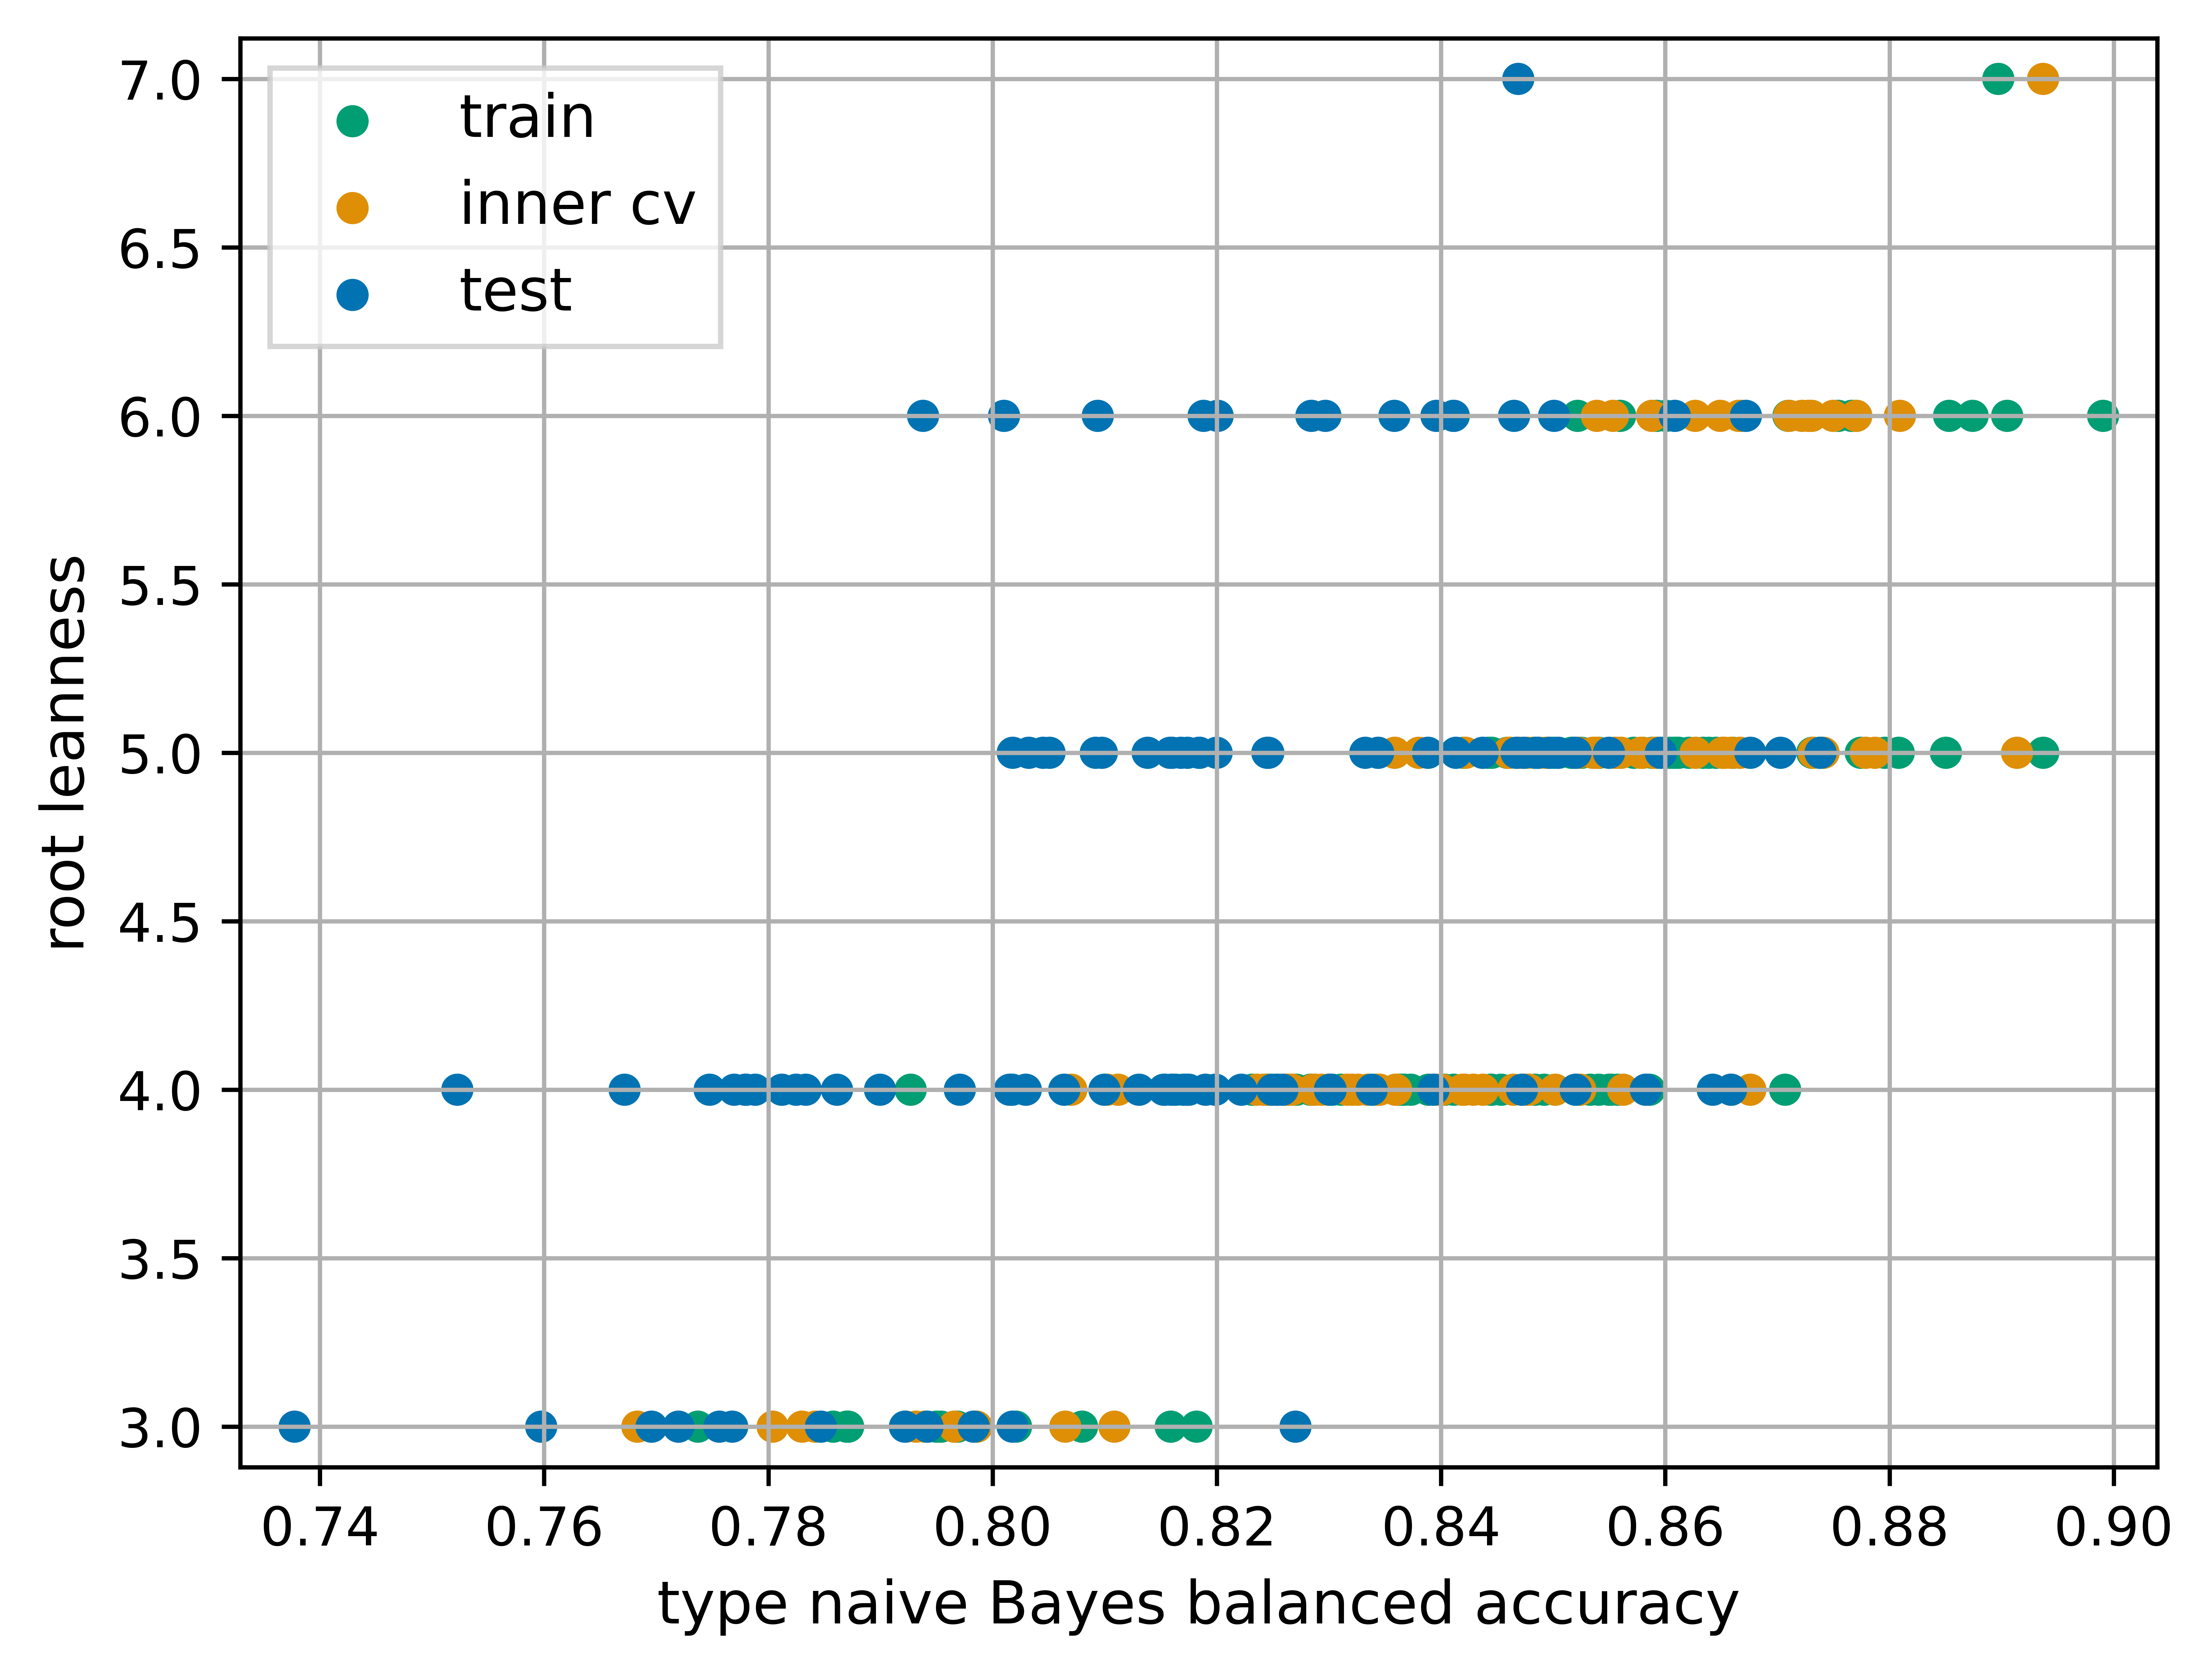 train
inner cv
test
7.0
6.5
6.0
5.5
5.0
4.5
4.0
3.5
3.0
root leanness
0.74 0.76 0.78 0.80 0.82 0.84 0.86 0.88 0.90
type naive Bayes balanced accuracy